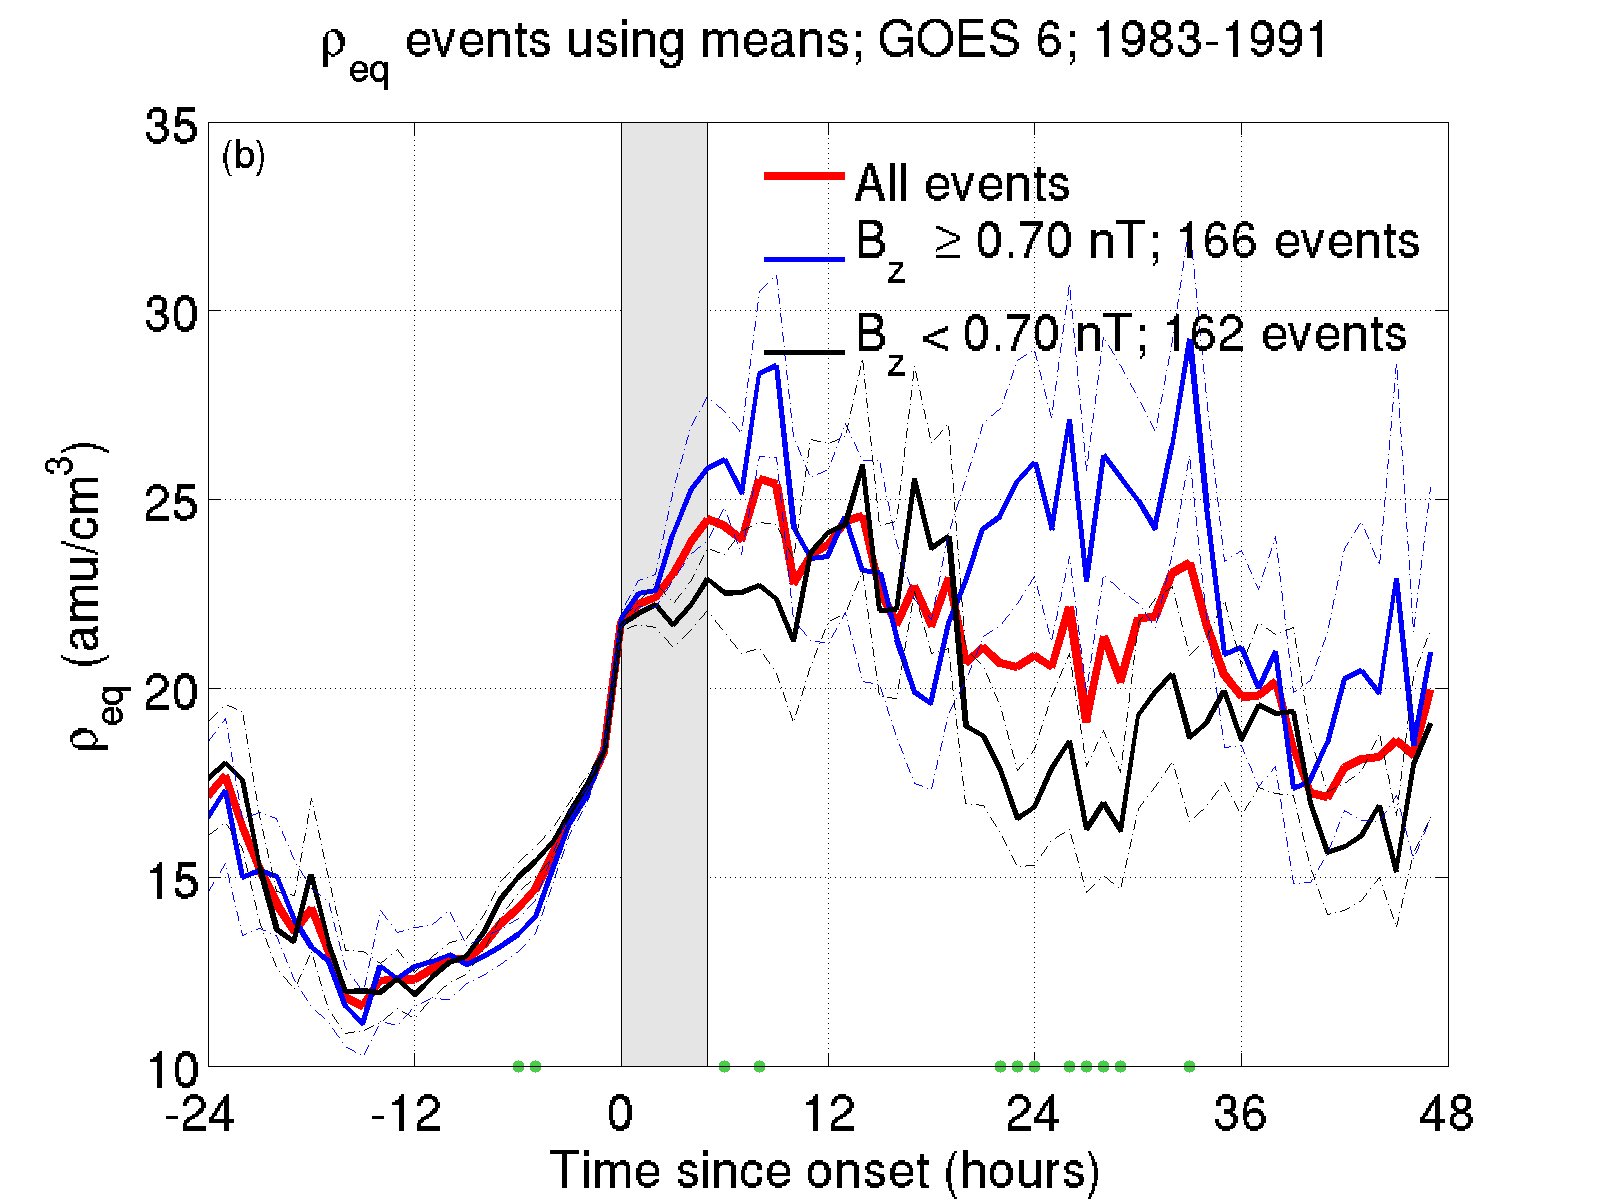 ρeq events using means; GOES 6; 1983-1991
(b)
All events
Bz ≥ 0.70 nT; 166 events
Bz < 0.70 nT; 162 events
35
30
25
20
15
10
ρeq (amu/cm³)
-24 -12 0 12 24 36 48
Time since onset (hours)